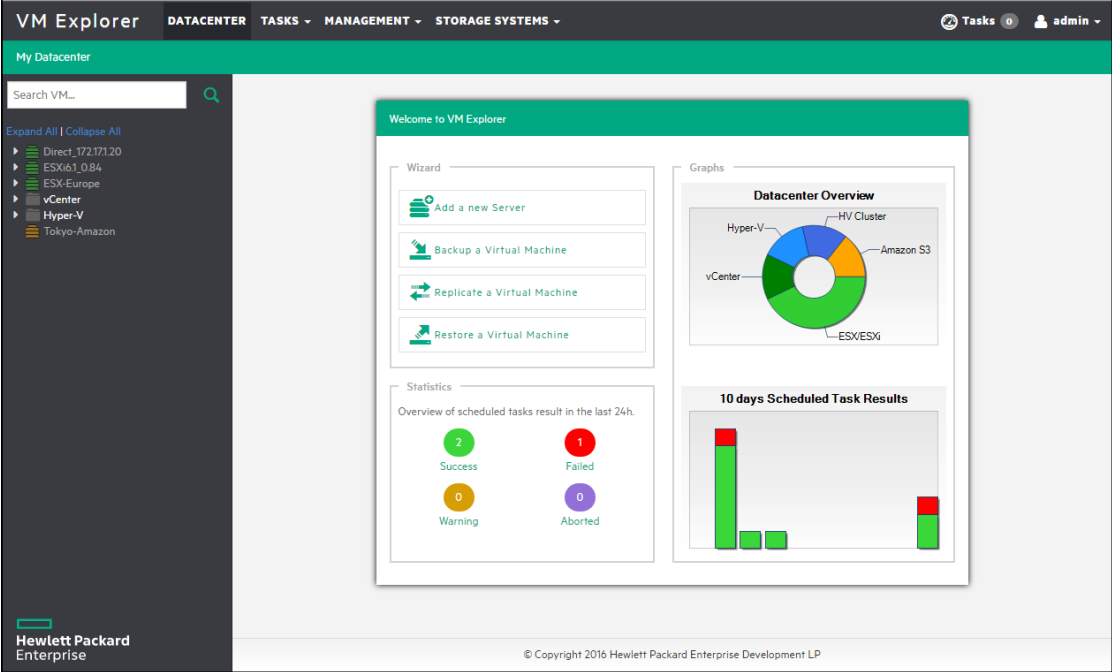 VM Explorer DATACENTER TASKS MANAGEMENT STORAGE SYSTEMS Tasks 0 admin
My Datacenter
Search VM...
Expand All | Collapse All
Direct_172.17.1.20
ESXi6.1_0.84
ESX-Europe
vCenter
Hyper-V
Tokyo-Amazon
Welcome to VM Explorer
Wizard
Add a new Server
Backup a Virtual Machine
Replicate a Virtual Machine
Restore a Virtual Machine
Statistics
Overview of scheduled tasks result in the last 24h.
2
Success
1
Failed
0
Warning
0
Aborted
Graphs
Datacenter Overview
HV Cluster
Hyper-V
Amazon S3
vCenter
ESX/ESXi
10 days Scheduled Task Results
Hewlett Packard
Enterprise
© Copyright 2016 Hewlett Packard Enterprise Development LP